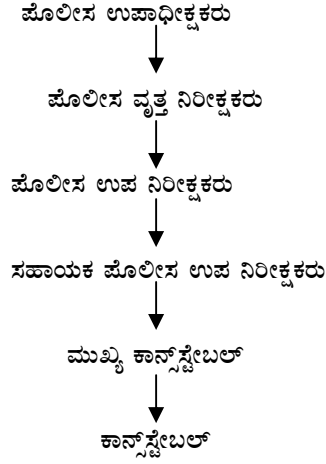 ಪೊಲೀಸ ಉಪಾಧೀಕ್ಷಕರು
ಪೊಲೀಸ ವೃತ್ತ ನಿರೀಕ್ಷಕರು
ಪೊಲೀಸ ಉಪ ನಿರೀಕ್ಷಕರು
ಸಹಾಯಕ ಪೊಲೀಸ ಉಪ ನಿರೀಕ್ಷಕರು
ಮುಖ್ಯ ಕಾನ್‌ಸ್ಟೇಬಲ್
ಕಾನ್‌ಸ್ಟೇಬಲ್